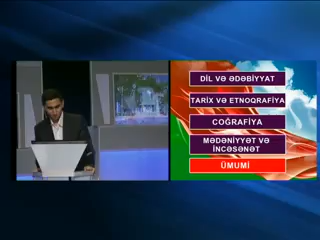 DİL VƏ ƏDƏBİYYAT
TARİX VƏ ETNOQRAFİYA
COĞRAFİYA
MƏDƏNİYYƏT VƏ
İNCƏSƏNƏT
ÜMUMİ